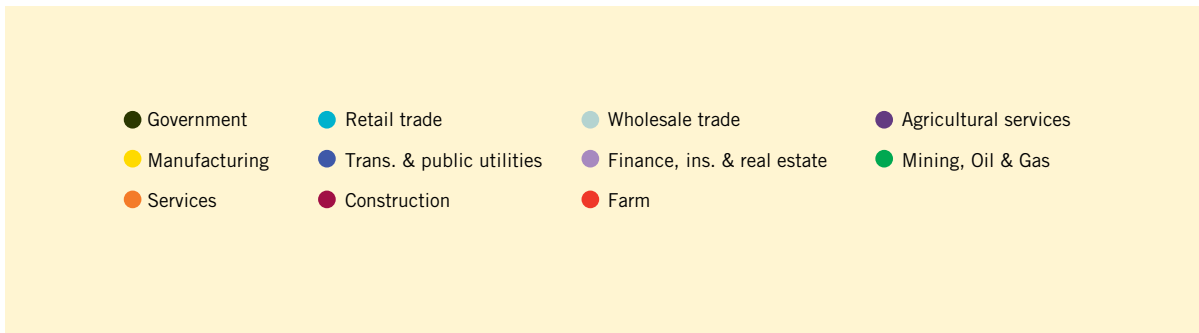 Government
Retail trade
Wholesale trade
Agricultural services
Manufacturing
Trans. & public utilities
Finance, ins. & real estate
Mining, Oil & Gas
Services
Construction
Farm